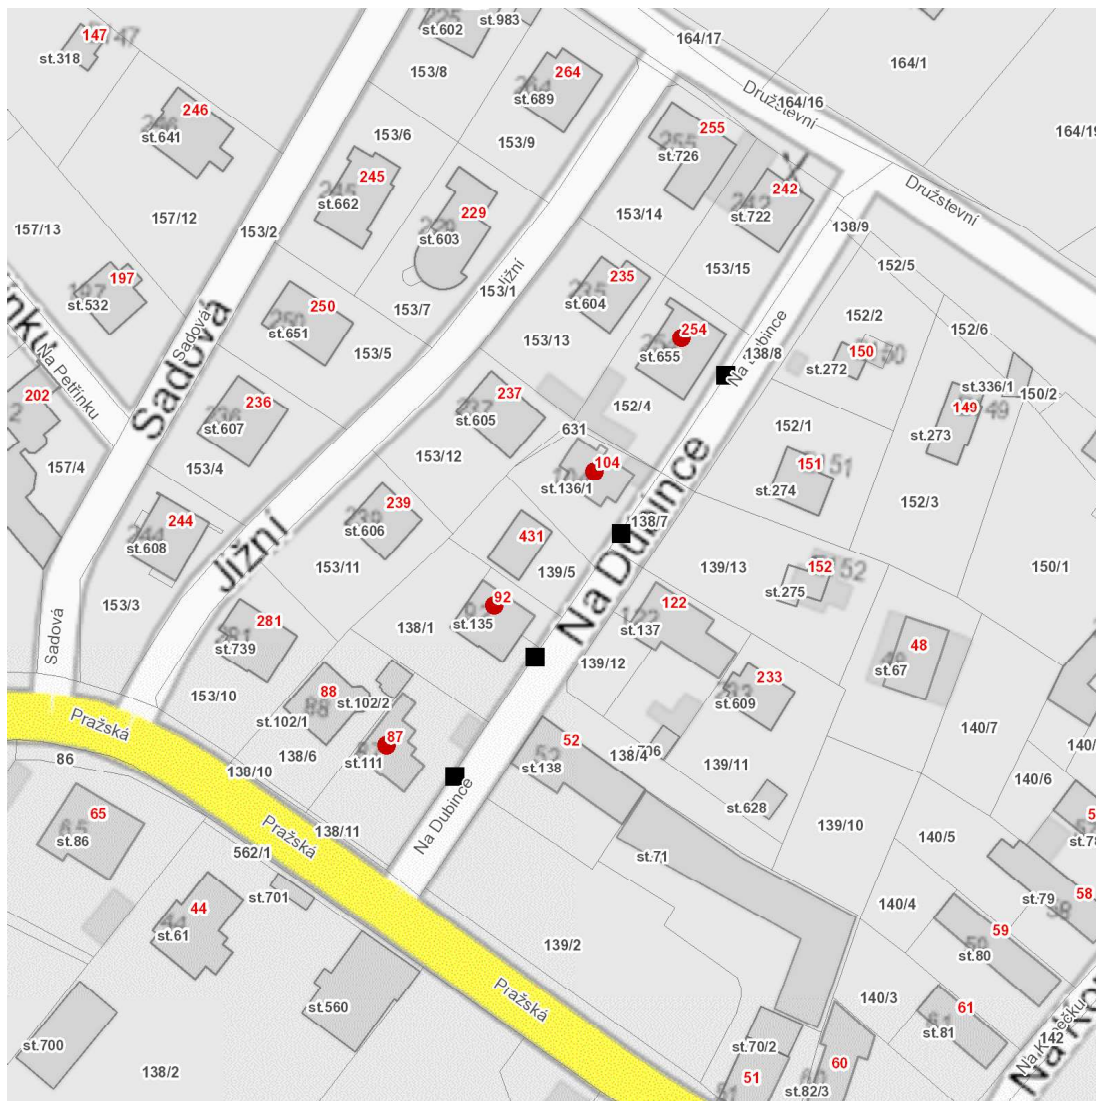 st.602
st.983
164/17
147
st.318
153/8
264
st.689
164/1
Družstevní
164/16
246
st.641
153/6
153/9
255
st.726
164/19
245
st.662
242
st.722
Družstevní
157/12
153/2
229
st.603
153/14
157/13
138/9
153/15
152/5
197
st.532
Jižní
153/1
235
st.604
250
st.651
153/7
152/2
152/6
Sadová
Sadová
153/5
153/13
254
st.655
Na Dubince
138/8
150
st.272
Na Petřínku
202
236
st.607
237
st.605
152/4
st.336/1
150/2
149
st.273
152/1
631
157/4
153/4
153/12
104
st.136/1
151
st.274
152/3
244
st.608
Jižní
239
st.606
138/7
Na Dubince
431
139/5
139/13
152
st.275
150/1
153/11
153/3
92
st.135
122
st.137
281
st.739
138/1
Sadová
48
st.67
139/12
233
st.609
153/10
88
st.102/1
st.102/2
Pražská
86
138/10
138/6
87
st.111
52
st.138
138/4
139/11
140/7
140/6
65
st.86
Na Dubince
st.628
139/10
Pražská
138/11
562/1
140/5
st.71
st.701
44
st.61
st.79
58
140/4
59
st.80
139/2
st.560
Pražská
140/3
61
st.81
st.700
138/2
st.70/2
51
60
st.82/3
142
Na Kopečku